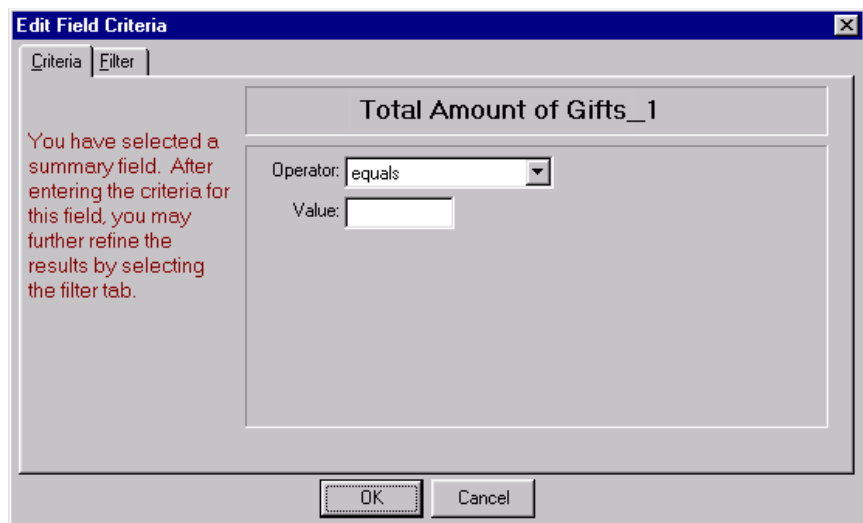 Edit Field Criteria
Criteria Filter
Total Amount of Gifts_1
You have selected a
summary field. After
entering the criteria for
this field, you may
further refine the
results by selecting
the filter tab.
Operator: equals
Value:
OK Cancel